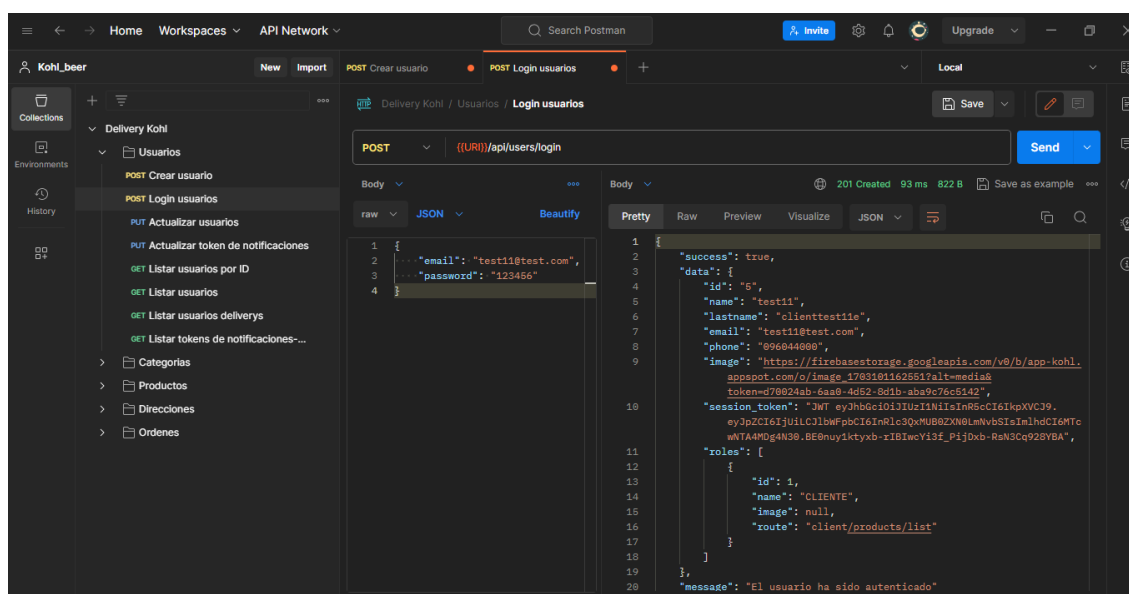 Home Workspaces API Network Search Postman Invite Upgrade
Kohl_beer New Import POST Crear usuario POST Login usuarios Local
Collections
Environments
History
Delivery Kohl
Usuarios
POST Crear usuario
POST Login usuarios
PUT Actualizar usuarios
PUT Actualizar token de notificaciones
GET Listar usuarios por ID
GET Listar usuarios
GET Listar usuarios deliverys
GET Listar tokens de notificaciones-...
Categorias
Productos
Direcciones
Ordenes
HTTP Delivery Kohl / Usuarios / Login usuarios Save
POST {{URI}}/api/users/login Send
Body
raw JSON Beautify
1 {
2 "email": "test11@test.com",
3 "password": "123456"
4 }
Body 201 Created 93 ms 822 B Save as example
Pretty Raw Preview Visualize JSON
1 {
2 "success": true,
3 "data": {
4 "id": "5",
5 "name": "test11",
6 "lastname": "clienttest11e",
7 "email": "test11@test.com",
8 "phone": "096044000",
9 "image": "https://firebasestorage.googleapis.com/v0/b/app-kohl.
appspot.com/o/image_1703101162551?alt=media&
token=d70024ab-6aa0-4d52-8d1b-aba9c76c5142",
10 "session_token": "JWT eyJhbGciOiJIUzI1NiIsInR5cCI6IkpXVCJ9.
eyJpZCI6IjUiLCJlbWFpbCI6InRlc3QxMUB0ZXN0LmNvbSIsImlhdCI6MTc
wNTA4MDg4N30.BE0nuy1ktyxb-rIBIwcYi3f_PijDxb-RsN3Cq928YBA",
11 "roles": [
12 {
13 "id": 1,
14 "name": "CLIENTE",
15 "image": null,
16 "route": "client/products/list"
17 }
18 ]
19 },
20 "message": "El usuario ha sido autenticado"